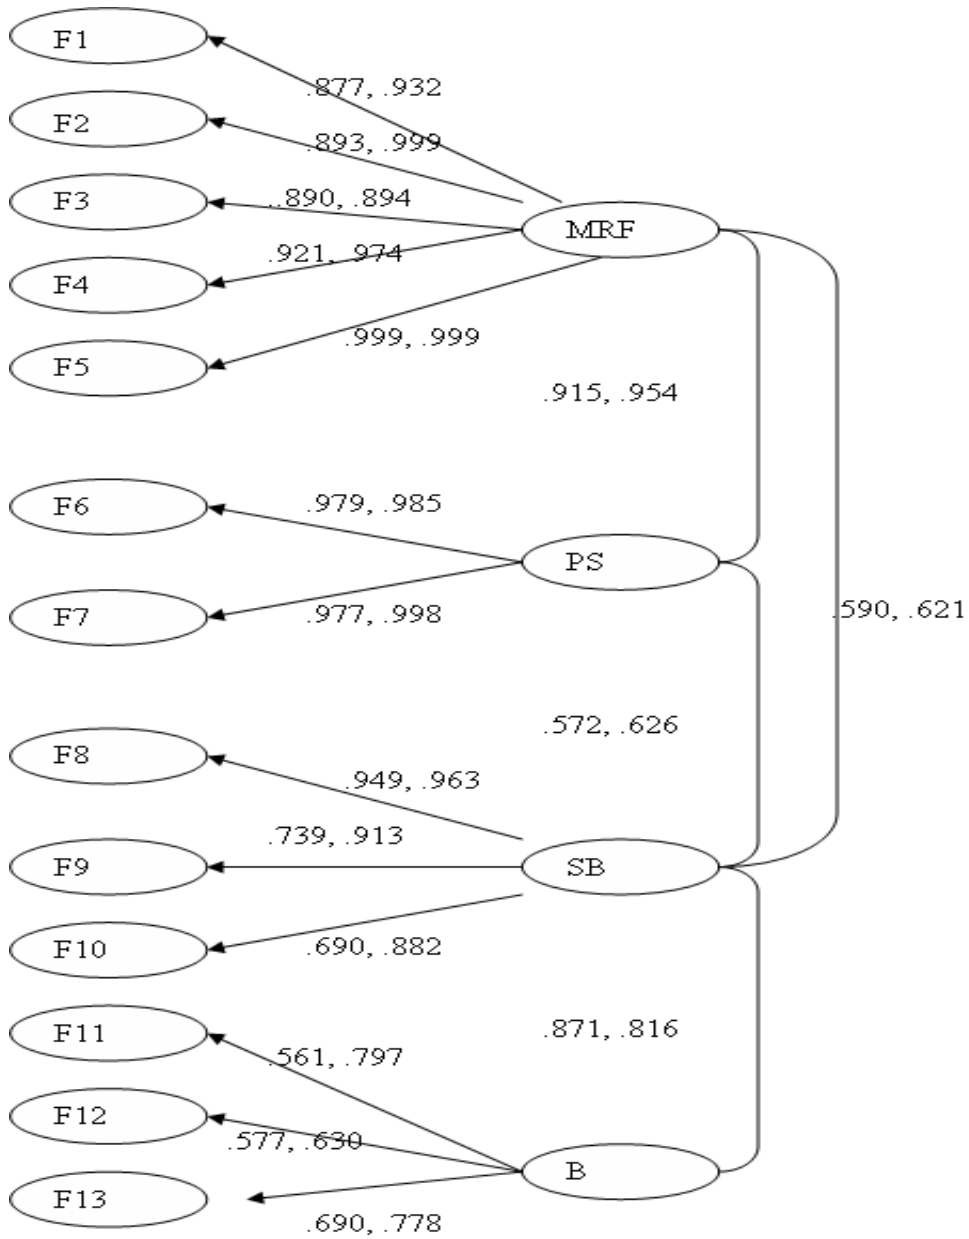 F1
.877, .932
F2
.893, .999
F3
..890, .894
MRF
.921, .974
F4
.999, .999
F5
.915, .954
F6
.979, .985
PS
F7
.977, .998
.590, .621
.572, .626
F8
.949, .963
.739, .913
F9
SB
F10
.690, .882
.871, .816
F11
.561, .797
F12
.577, .630
B
F13
.690, .778